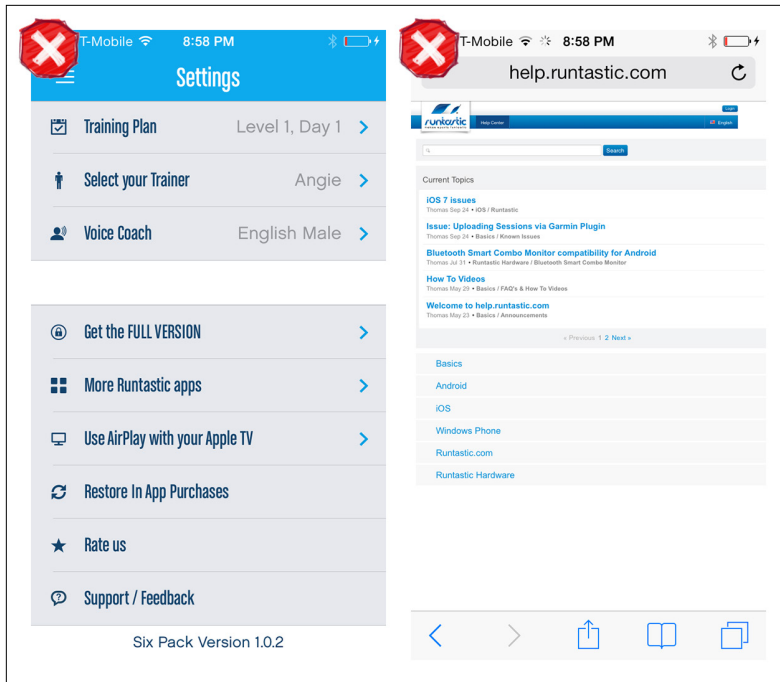 T-Mobile 8:58 PM
Settings
Training Plan Level 1, Day 1
Select your Trainer Angie
Voice Coach English Male
Get the FULL VERSION
More Runtastic apps
Use AirPlay with your Apple TV
Restore In App Purchases
Rate us
Support / Feedback
Six Pack Version 1.0.2
T-Mobile 8:58 PM
help.runtastic.com
Login
runtastic Help Center English
Search
Current Topics
iOS 7 issues
Thomas Sep 24 • iOS / Runtastic
Issue: Uploading Sessions via Garmin Plugin
Thomas Sep 24 • Basics / Known Issues
Bluetooth Smart Combo Monitor compatibility for Android
Thomas Jul 31 • Runtastic Hardware / Bluetooth Smart Combo Monitor
How To Videos
Thomas May 29 • Basics / FAQ's & How To Videos
Welcome to help.runtastic.com
Thomas May 23 • Basics / Announcements
« Previous 1 2 Next »
Basics
Android
iOS
Windows Phone
Runtastic.com
Runtastic Hardware